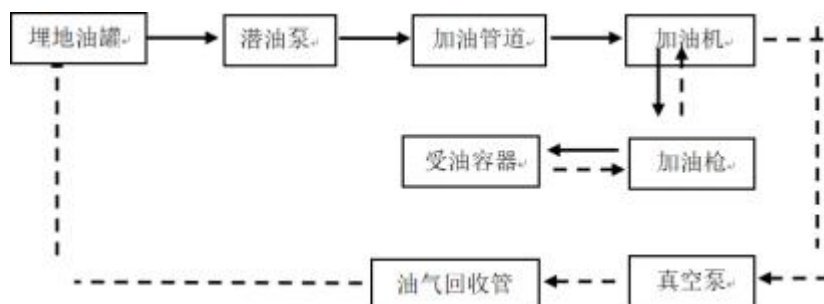 埋地油罐
潜油泵
加油管道
加油机
受油容器
加油枪
油气回收管
真空泵